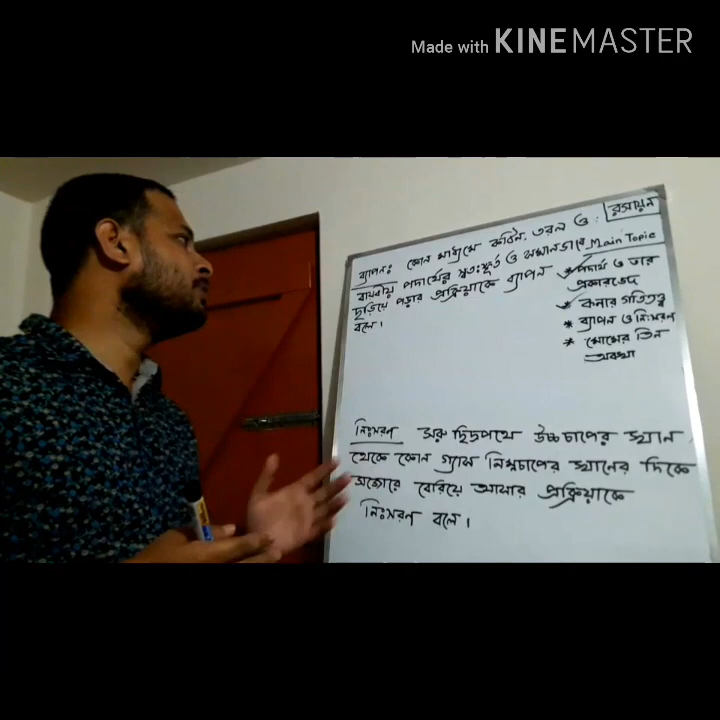 Made with KINEMASTER
রসায়ন
ব্যাপনঃ কোন মাধ্যমে কঠিন, তরল ও
বায়বীয় পদার্থের স্বতঃস্ফূর্ত ও সমানভাবে
ছড়িয়ে পড়ার প্রক্রিয়াকে ব্যাপন
বলে।
Main Topic
* পদার্থ ও তার
প্রকারভেদ
* কনার গতিতত্ত্ব
* ব্যাপন ও নিঃসরণ
* মোমের তিন
অবস্থা
নিঃসরণ সরু ছিদ্রপথে উচ্চচাপের স্থান
থেকে কোন গ্যাস নিম্নচাপের স্থানের দিকে
সজোরে বেরিয়ে আসার প্রক্রিয়াকে
নিঃসরণ বলে।